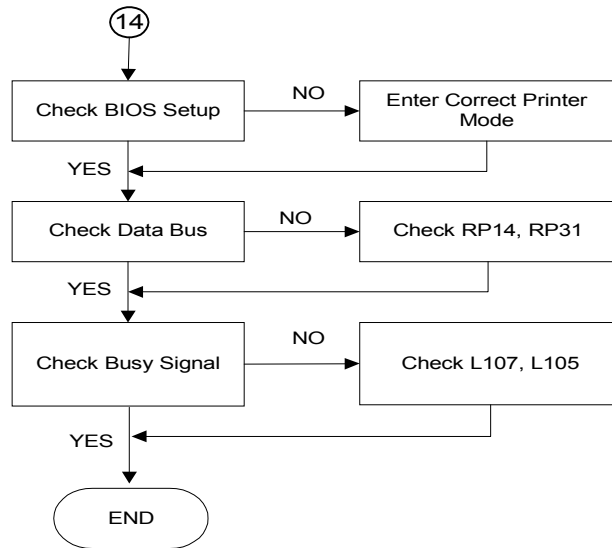 14
Check BIOS Setup
NO
Enter Correct Printer
Mode
YES
Check Data Bus
NO
Check RP14, RP31
YES
Check Busy Signal
NO
Check L107, L105
YES
END